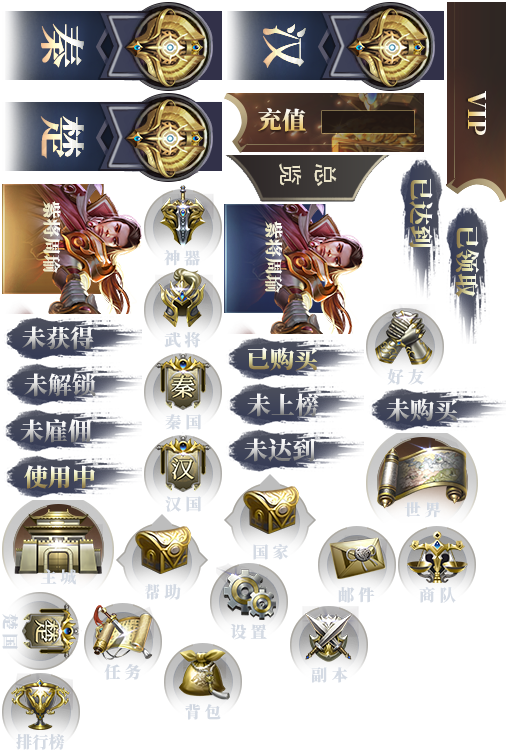 秦
汉
VIP
楚
充值
总览
已达到
已领取
紫将周瑜
神器
紫将周瑜
武将
未获得
好友
已购买
未解锁
秦
秦国
未上榜
未购买
未雇佣
未达到
使用中
汉
汉国
世界
国家
主城
帮助
邮件
商队
楚
楚国
设置
任务
副本
背包
排行榜